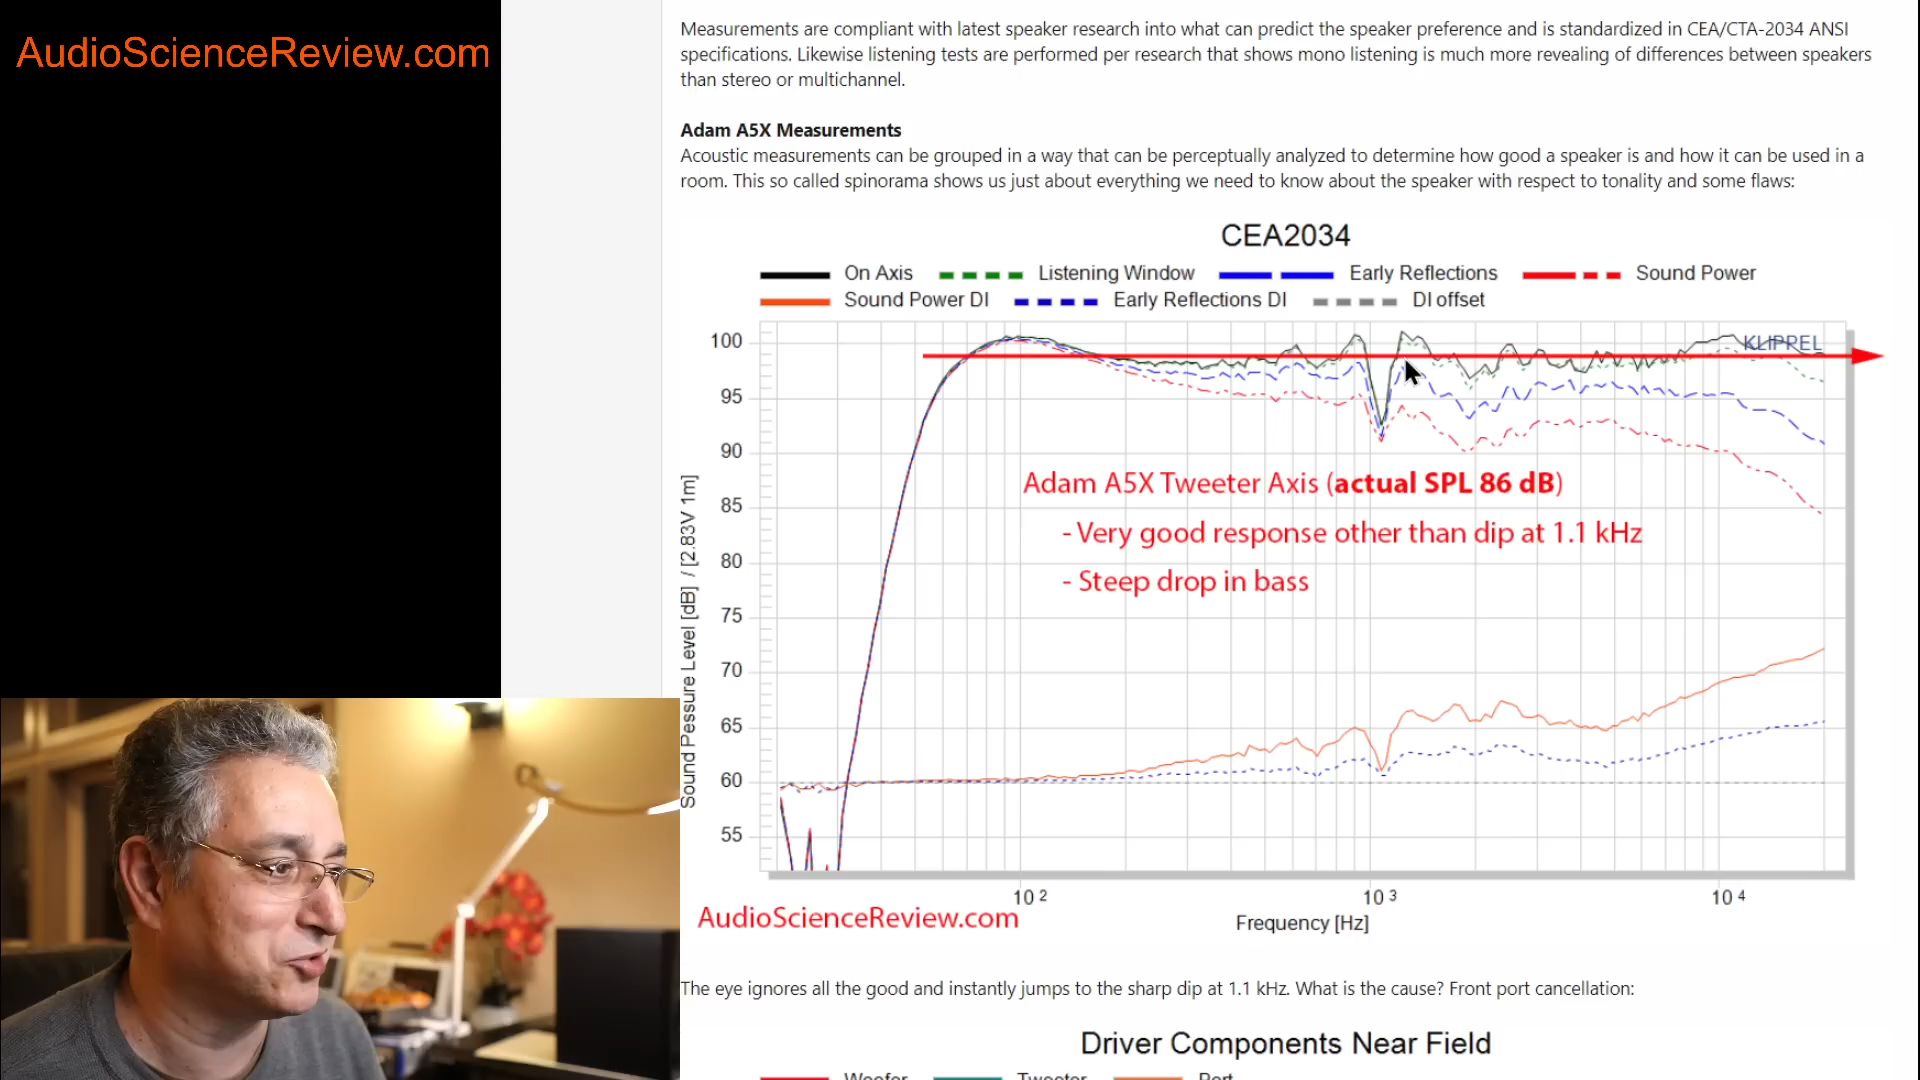 AudioScienceReview.com
Measurements are compliant with latest speaker research into what can predict the speaker preference and is standardized in CEA/CTA-2034 ANSI
specifications. Likewise listening tests are performed per research that shows mono listening is much more revealing of differences between speakers
than stereo or multichannel.
Adam A5X Measurements
Acoustic measurements can be grouped in a way that can be perceptually analyzed to determine how good a speaker is and how it can be used in a
room. This so called spinorama shows us just about everything we need to know about the speaker with respect to tonality and some flaws:
CEA2034
On Axis Listening Window Early Reflections Sound Power
Sound Power DI Early Reflections DI DI offset
KLIPPEL
100
95
90
85
80
75
70
65
60
55
Sound Pessure Level [dB] / [2.83V 1m]
Adam A5X Tweeter Axis (actual SPL 86 dB)
- Very good response other than dip at 1.1 kHz
- Steep drop in bass
10 2 10 3 10 4
Frequency [Hz]
AudioScienceReview.com
The eye ignores all the good and instantly jumps to the sharp dip at 1.1 kHz. What is the cause? Front port cancellation:
Driver Components Near Field
Woofer Tweeter Port